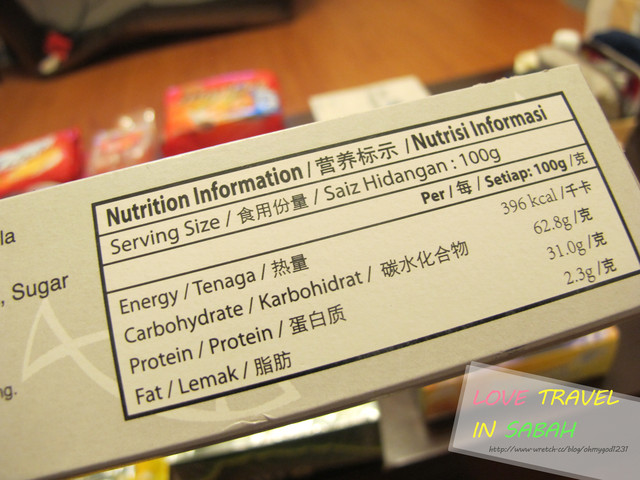 Nutrition Information / 营养标示 / Nutrisi Informasi
Serving Size / 食用份量 / Saiz Hidangan : 100g
Per / 每 / Setiap: 100g/克
Energy / Tenaga / 热量 396 kcal/千卡
Carbohydrate / Karbohidrat / 碳水化合物 62.8g/克
Protein / Protein / 蛋白质 31.0g/克
Fat / Lemak / 脂肪 2.3g/克
la
, Sugar
ng.
LOVE TRAVEL
IN SABAH
http://www.wretch.cc/blog/ohmygod1231